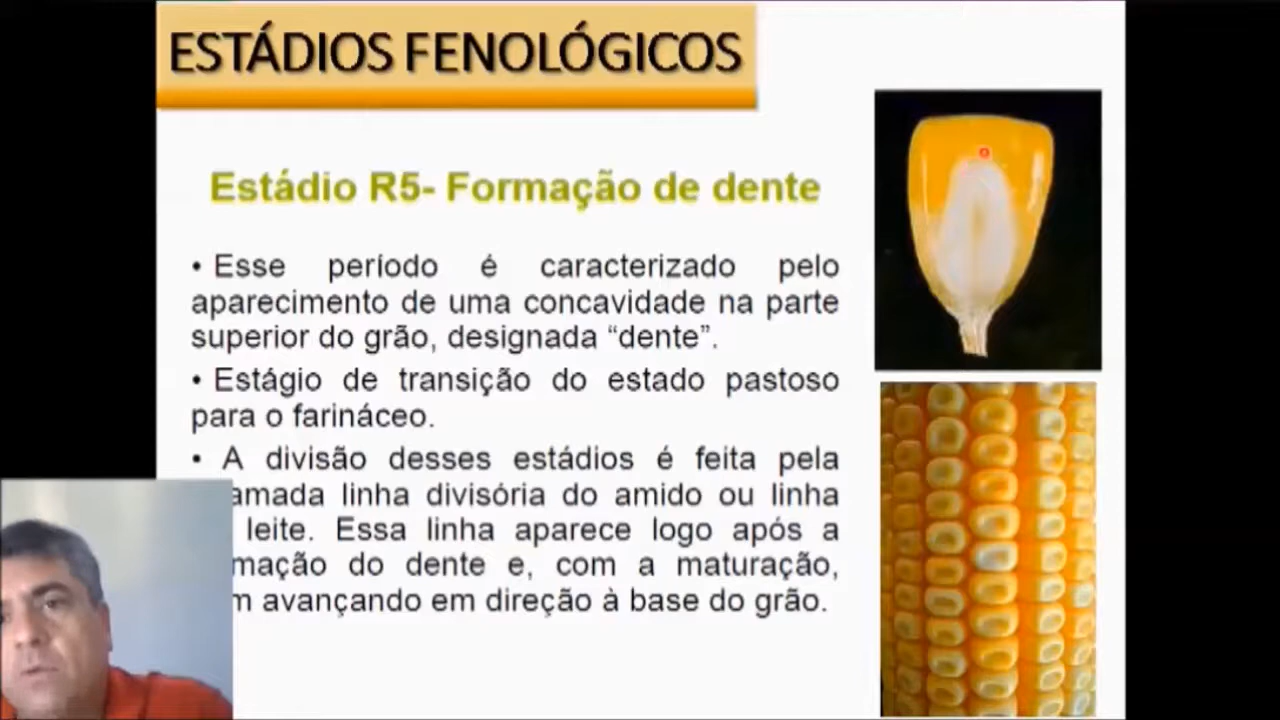 ESTÁDIOS FENOLÓGICOS
Estádio R5- Formação de dente
• Esse período é caracterizado pelo
aparecimento de uma concavidade na parte
superior do grão, designada “dente”.
• Estágio de transição do estado pastoso
para o farináceo.
• A divisão desses estádios é feita pela
amada linha divisória do amido ou linha
leite. Essa linha aparece logo após a
mação do dente e, com a maturação,
m avançando em direção à base do grão.